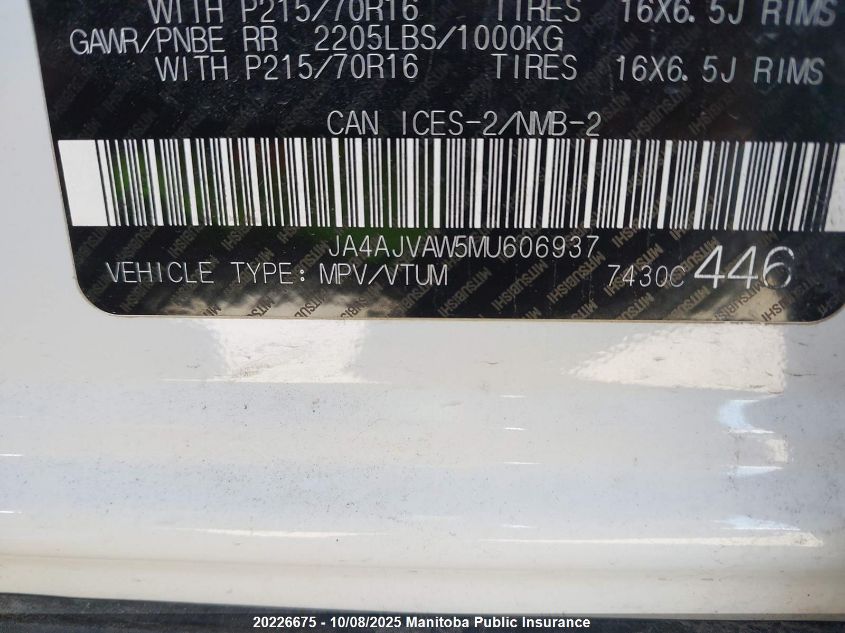 WITH P215/70R16 TIRES 16X6.5J RIMS
GAWR/PNBE RR 2205LBS/1000KG
WITH P215/70R16 TIRES 16X6.5J RIMS
CAN ICES-2/NMB-2
JA4AJVAW5MU606937
VEHICLE TYPE: MPV/VTUM 7430C 446
20226675 - 10/08/2025 Manitoba Public Insurance